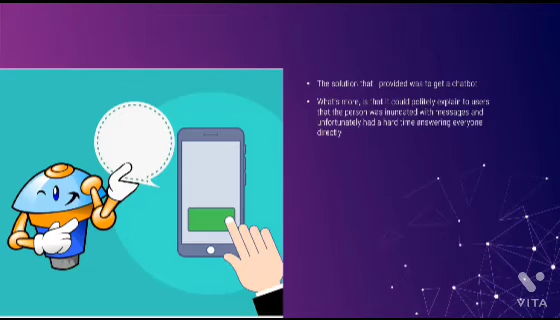 The solution that I provided was to get a chatbot
What's more, is that it could politely explain to users
that the person was inundated with messages and
unfortunately had a hard time answering everyone
directly
VITA